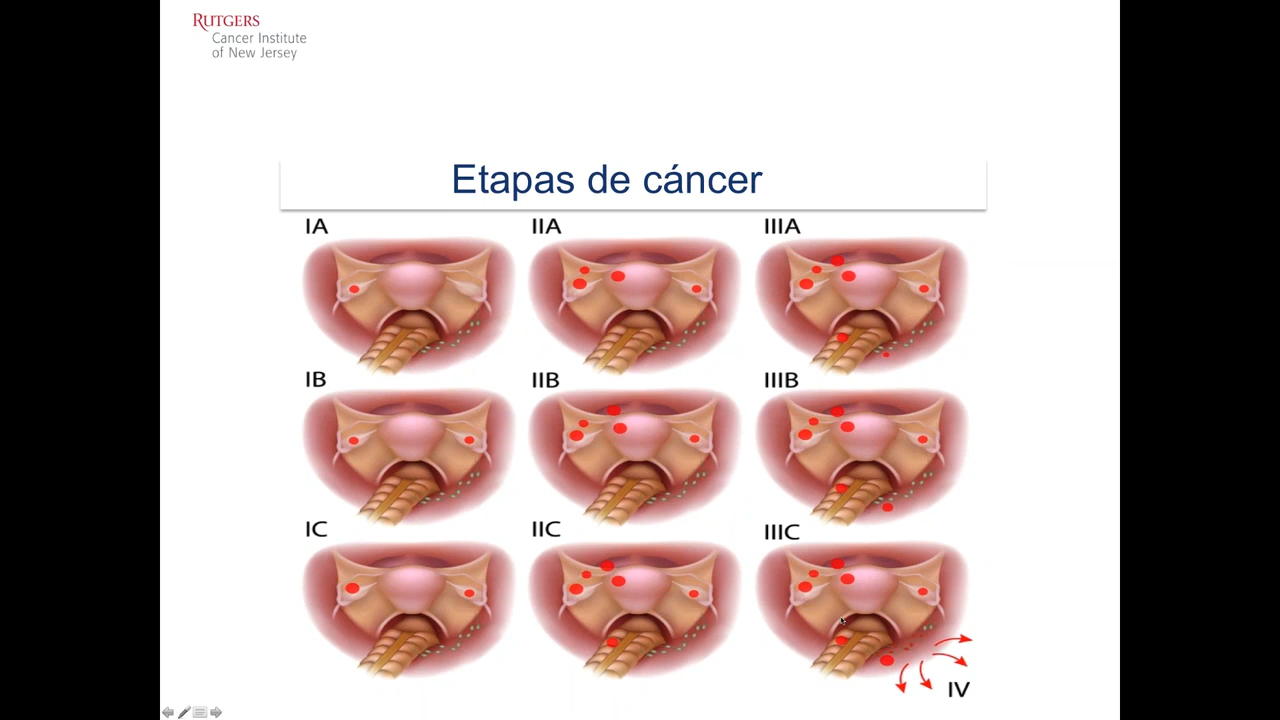 RUTGERS
Cancer Institute
of New Jersey
Etapas de cáncer
IA
IIA
IIIA
IB
IIB
IIIB
IC
IIC
IIIC
IV